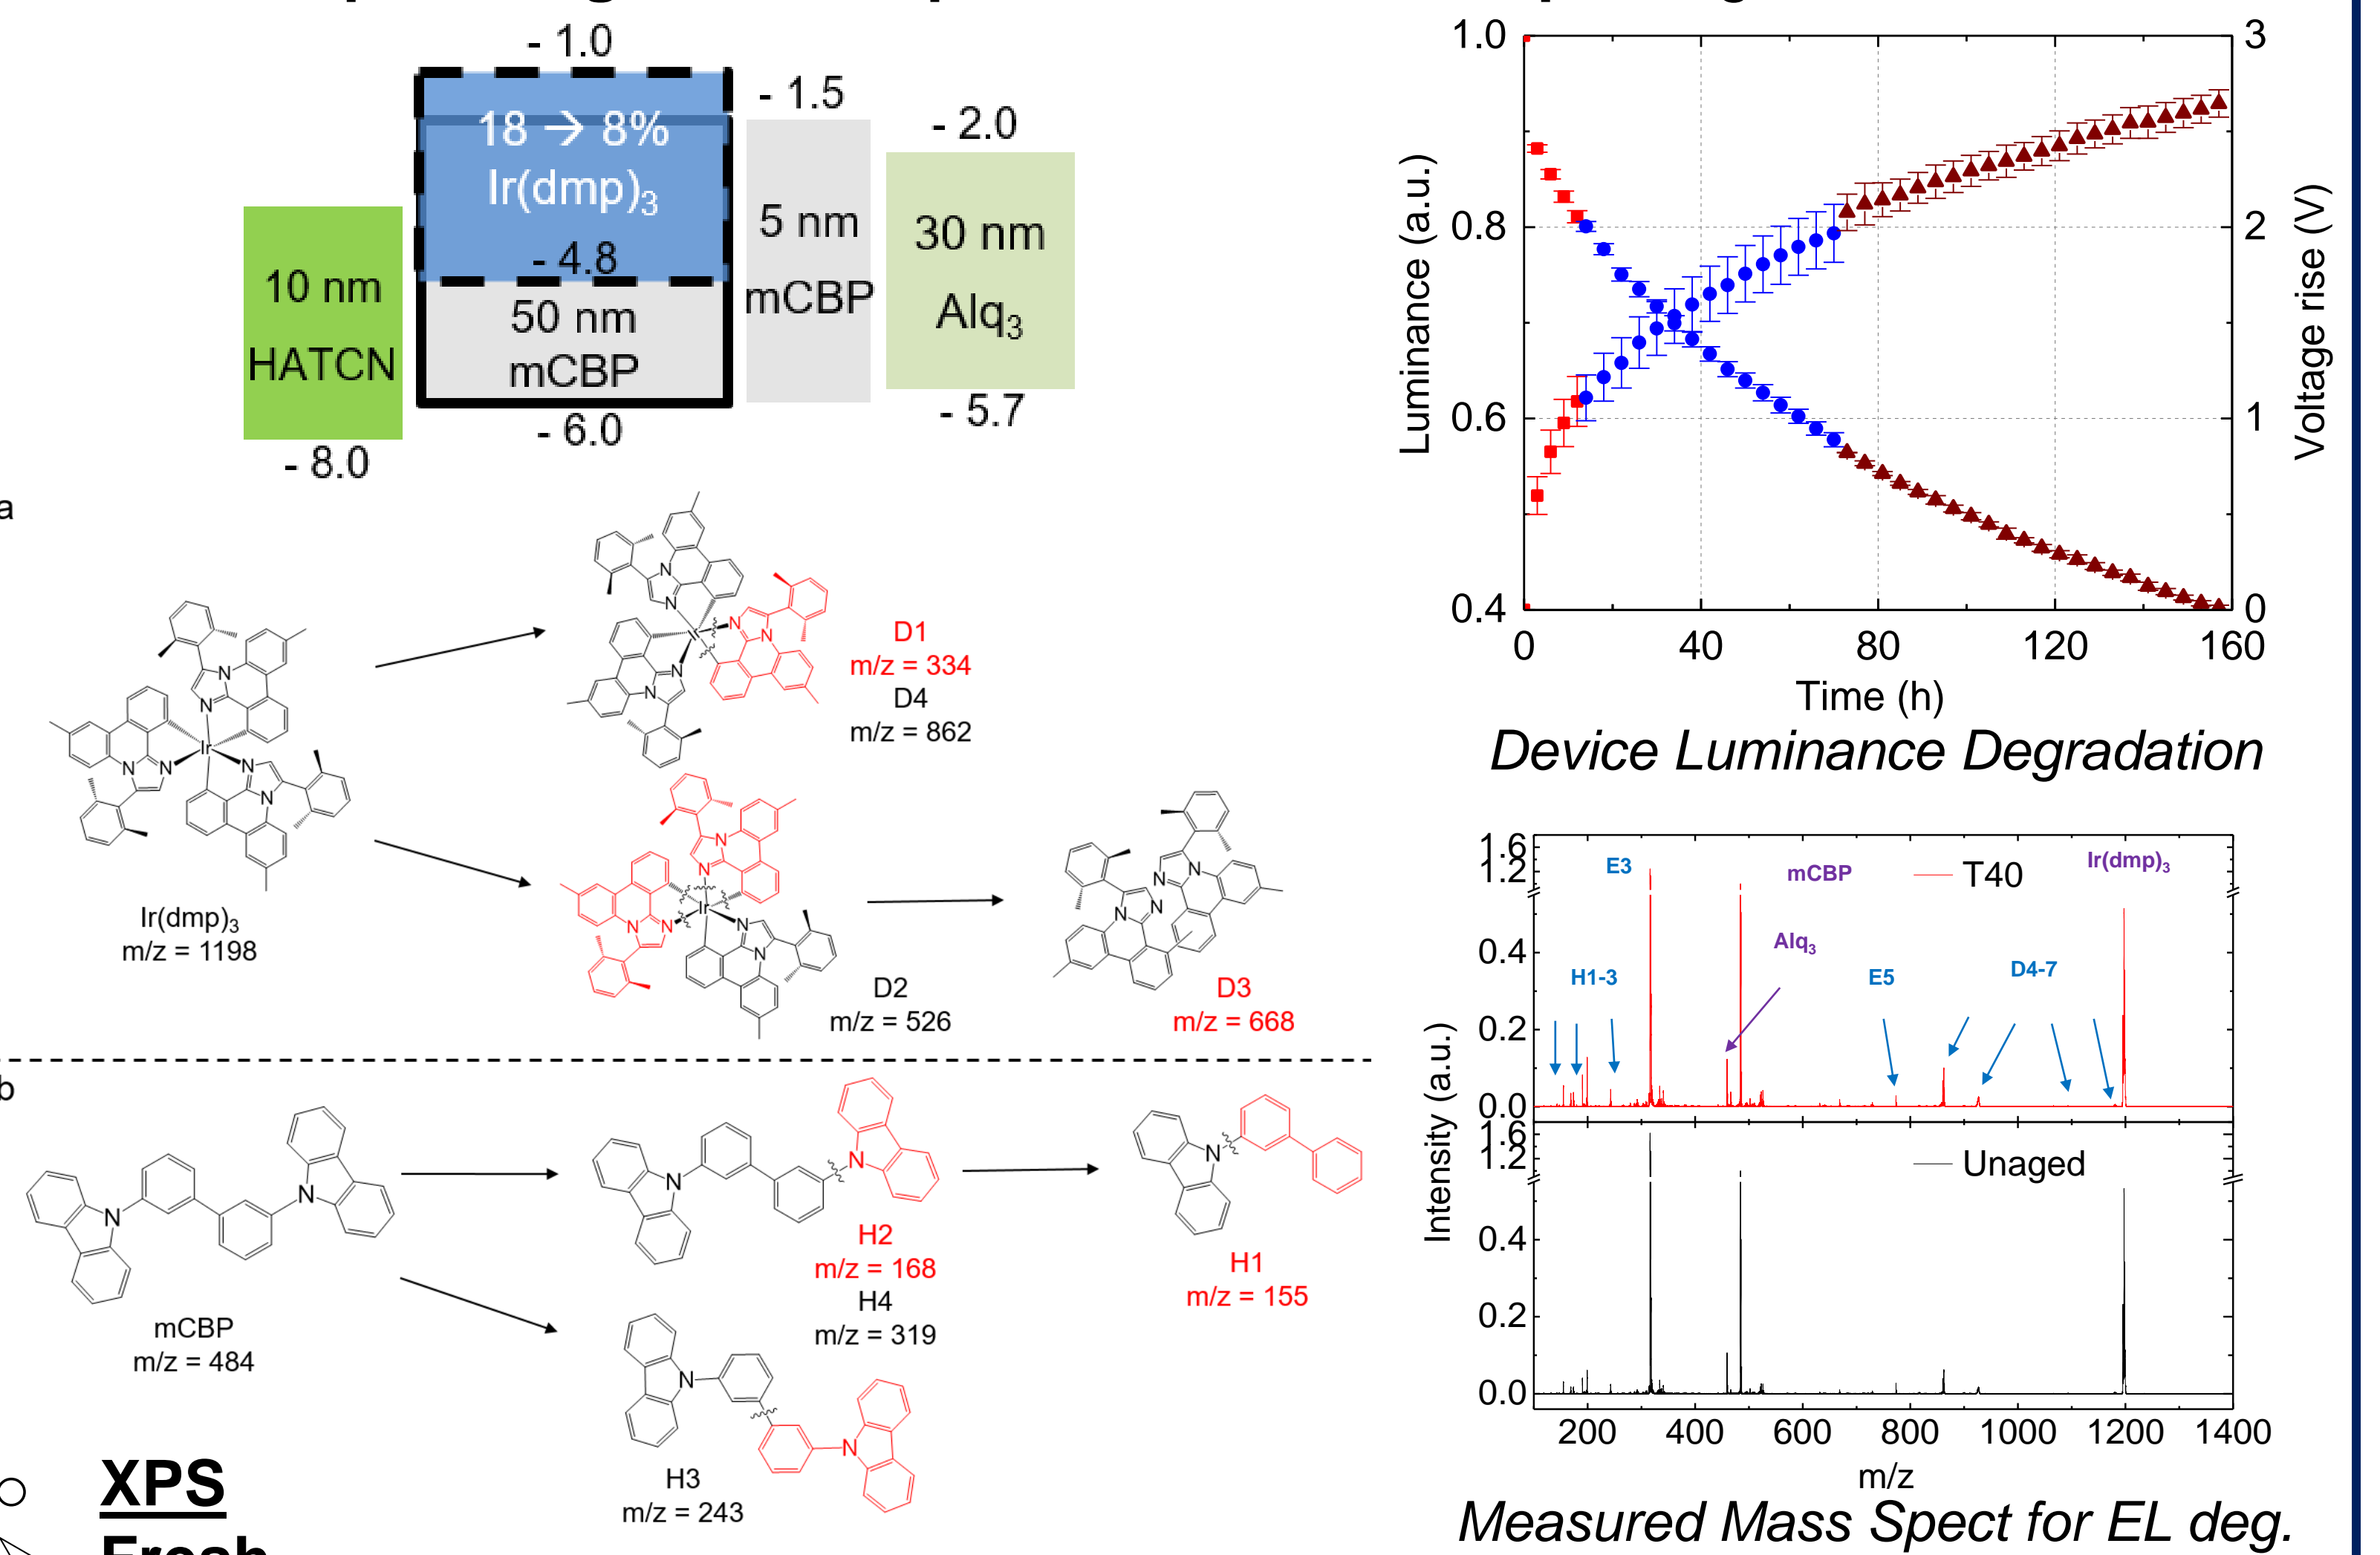 - 1.0
18 → 8%
Ir(dmp)3
- 4.8
50 nm
mCBP
- 6.0
10 nm
HATCN
- 8.0
- 1.5
5 nm
mCBP
- 2.0
30 nm
Alq3
- 5.7
a
Ir
N
N
N
N
N
N
Ir(dmp)3
m/z = 1198
N
N
N
N
N
N
D1
m/z = 334
D4
m/z = 862
N
N
N
N
Ir
N
N
D2
m/z = 526
N
N
N
N
D3
m/z = 668
b
N
N
mCBP
m/z = 484
N
N
H2
m/z = 168
H4
m/z = 319
N
H1
m/z = 155
N
N
H3
m/z = 243
○ XPS
Fresh
1.0
0.8
0.6
0.4
Luminance (a.u.)
3
2
1
0
Voltage rise (V)
0 40 80 120 160
Time (h)
Device Luminance Degradation
1.6
1.2
0.4
0.2
0.0
E3
mCBP
T40
Ir(dmp)3
Alq3
H1-3
E5
D4-7
1.6
1.2
0.4
0.2
0.0
Unaged
Intensity (a.u.)
200 400 600 800 1000 1200 1400
m/z
Measured Mass Spect for EL deg.